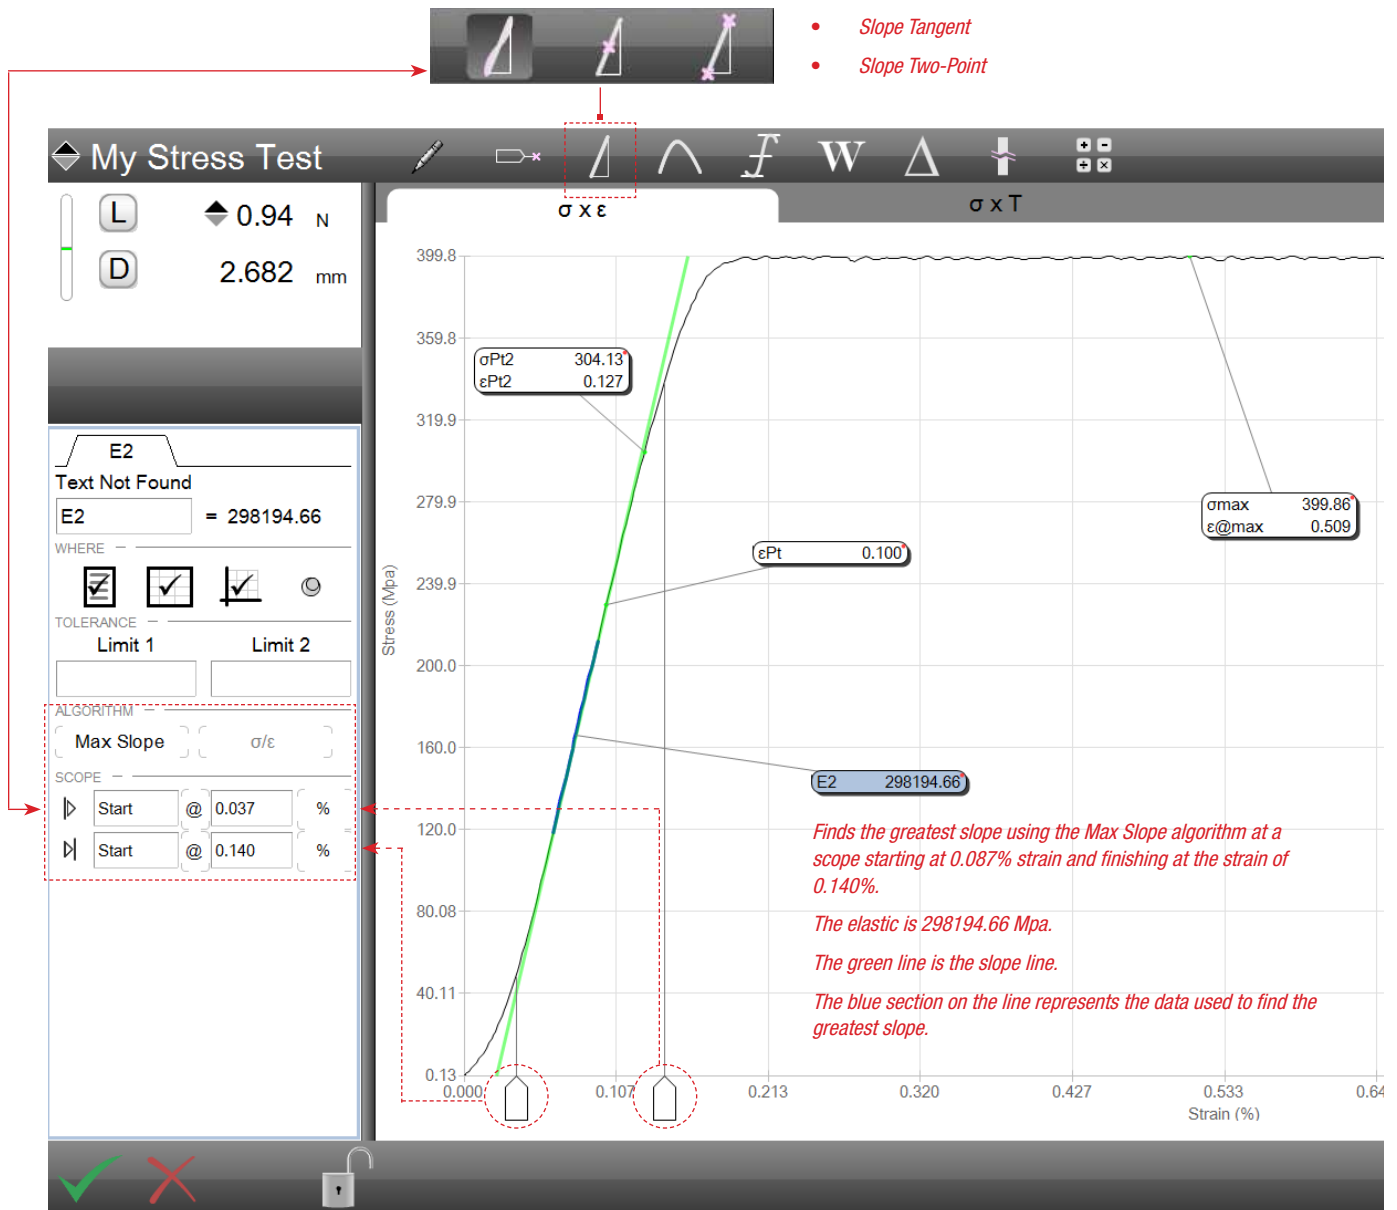 • Slope Tangent
• Slope Two-Point
My Stress Test
W
L 0.94 N
D 2.682 mm
σ x ε
σ x T
E2
Text Not Found
E2 = 298194.66
WHERE
TOLERANCE
Limit 1 Limit 2
ALGORITHM
Max Slope σ/ε
SCOPE
Start @ 0.037 %
Start @ 0.140 %
Stress (Mpa)
399.8
359.8
319.9
279.9
239.9
200.0
160.0
120.0
80.08
40.11
0.13
σPt2 304.13
εPt2 0.127
εPt 0.100
σmax 399.86
ε@max 0.509
E2 298194.66
Finds the greatest slope using the Max Slope algorithm at a
scope starting at 0.087% strain and finishing at the strain of
0.140%.
The elastic is 298194.66 Mpa.
The green line is the slope line.
The blue section on the line represents the data used to find the
greatest slope.
0.000 0.107 0.213 0.320 0.427 0.533 0.64
Strain (%)